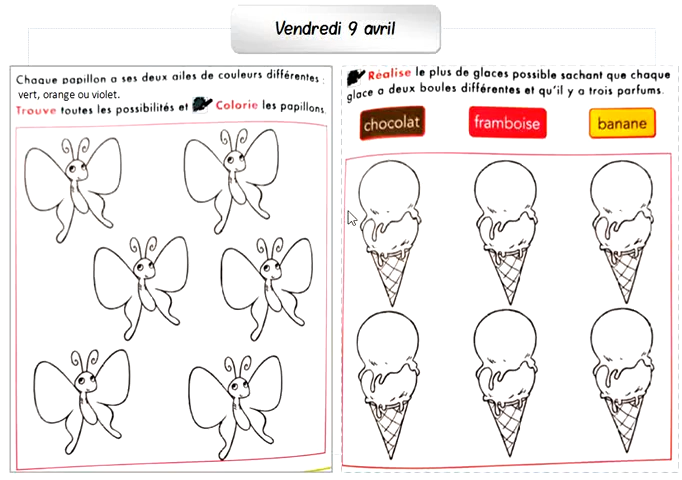 Vendredi 9 avril
Chaque papillon a ses deux ailes de couleurs différentes :
vert, orange ou violet.
Trouve toutes les possibilités et Colorie les papillons.
Réalise le plus de glaces possible sachant que chaque
glace a deux boules différentes et qu'il y a trois parfums.
chocolat framboise banane